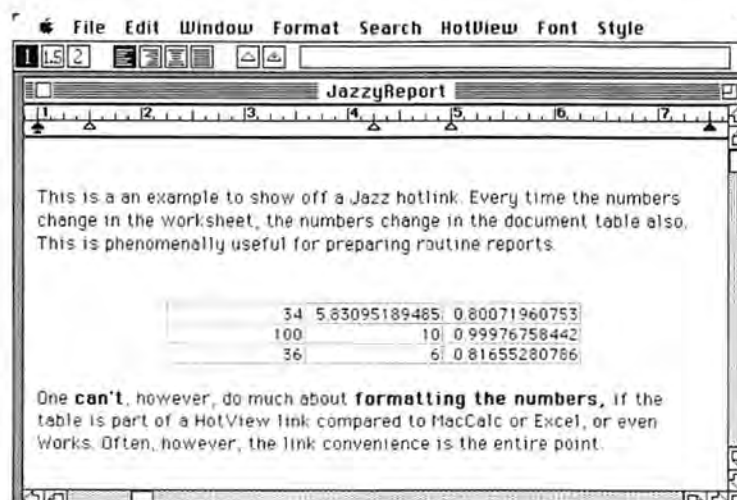 File Edit Window Format Search HotView Font Style
1 1.5 2
JazzyReport
1 2 3 4 5 6 7
This is a an example to show off a Jazz hotlink. Every time the numbers
change in the worksheet, the numbers change in the document table also.
This is phenomenally useful for preparing routine reports.
34 5.83095189485 0.80071960753
100 10 0.99976758442
36 6 0.81655280786
One can't, however, do much about formatting the numbers, if the
table is part of a HotView link compared to MacCalc or Excel, or even
Works. Often, however, the link convenience is the entire point.